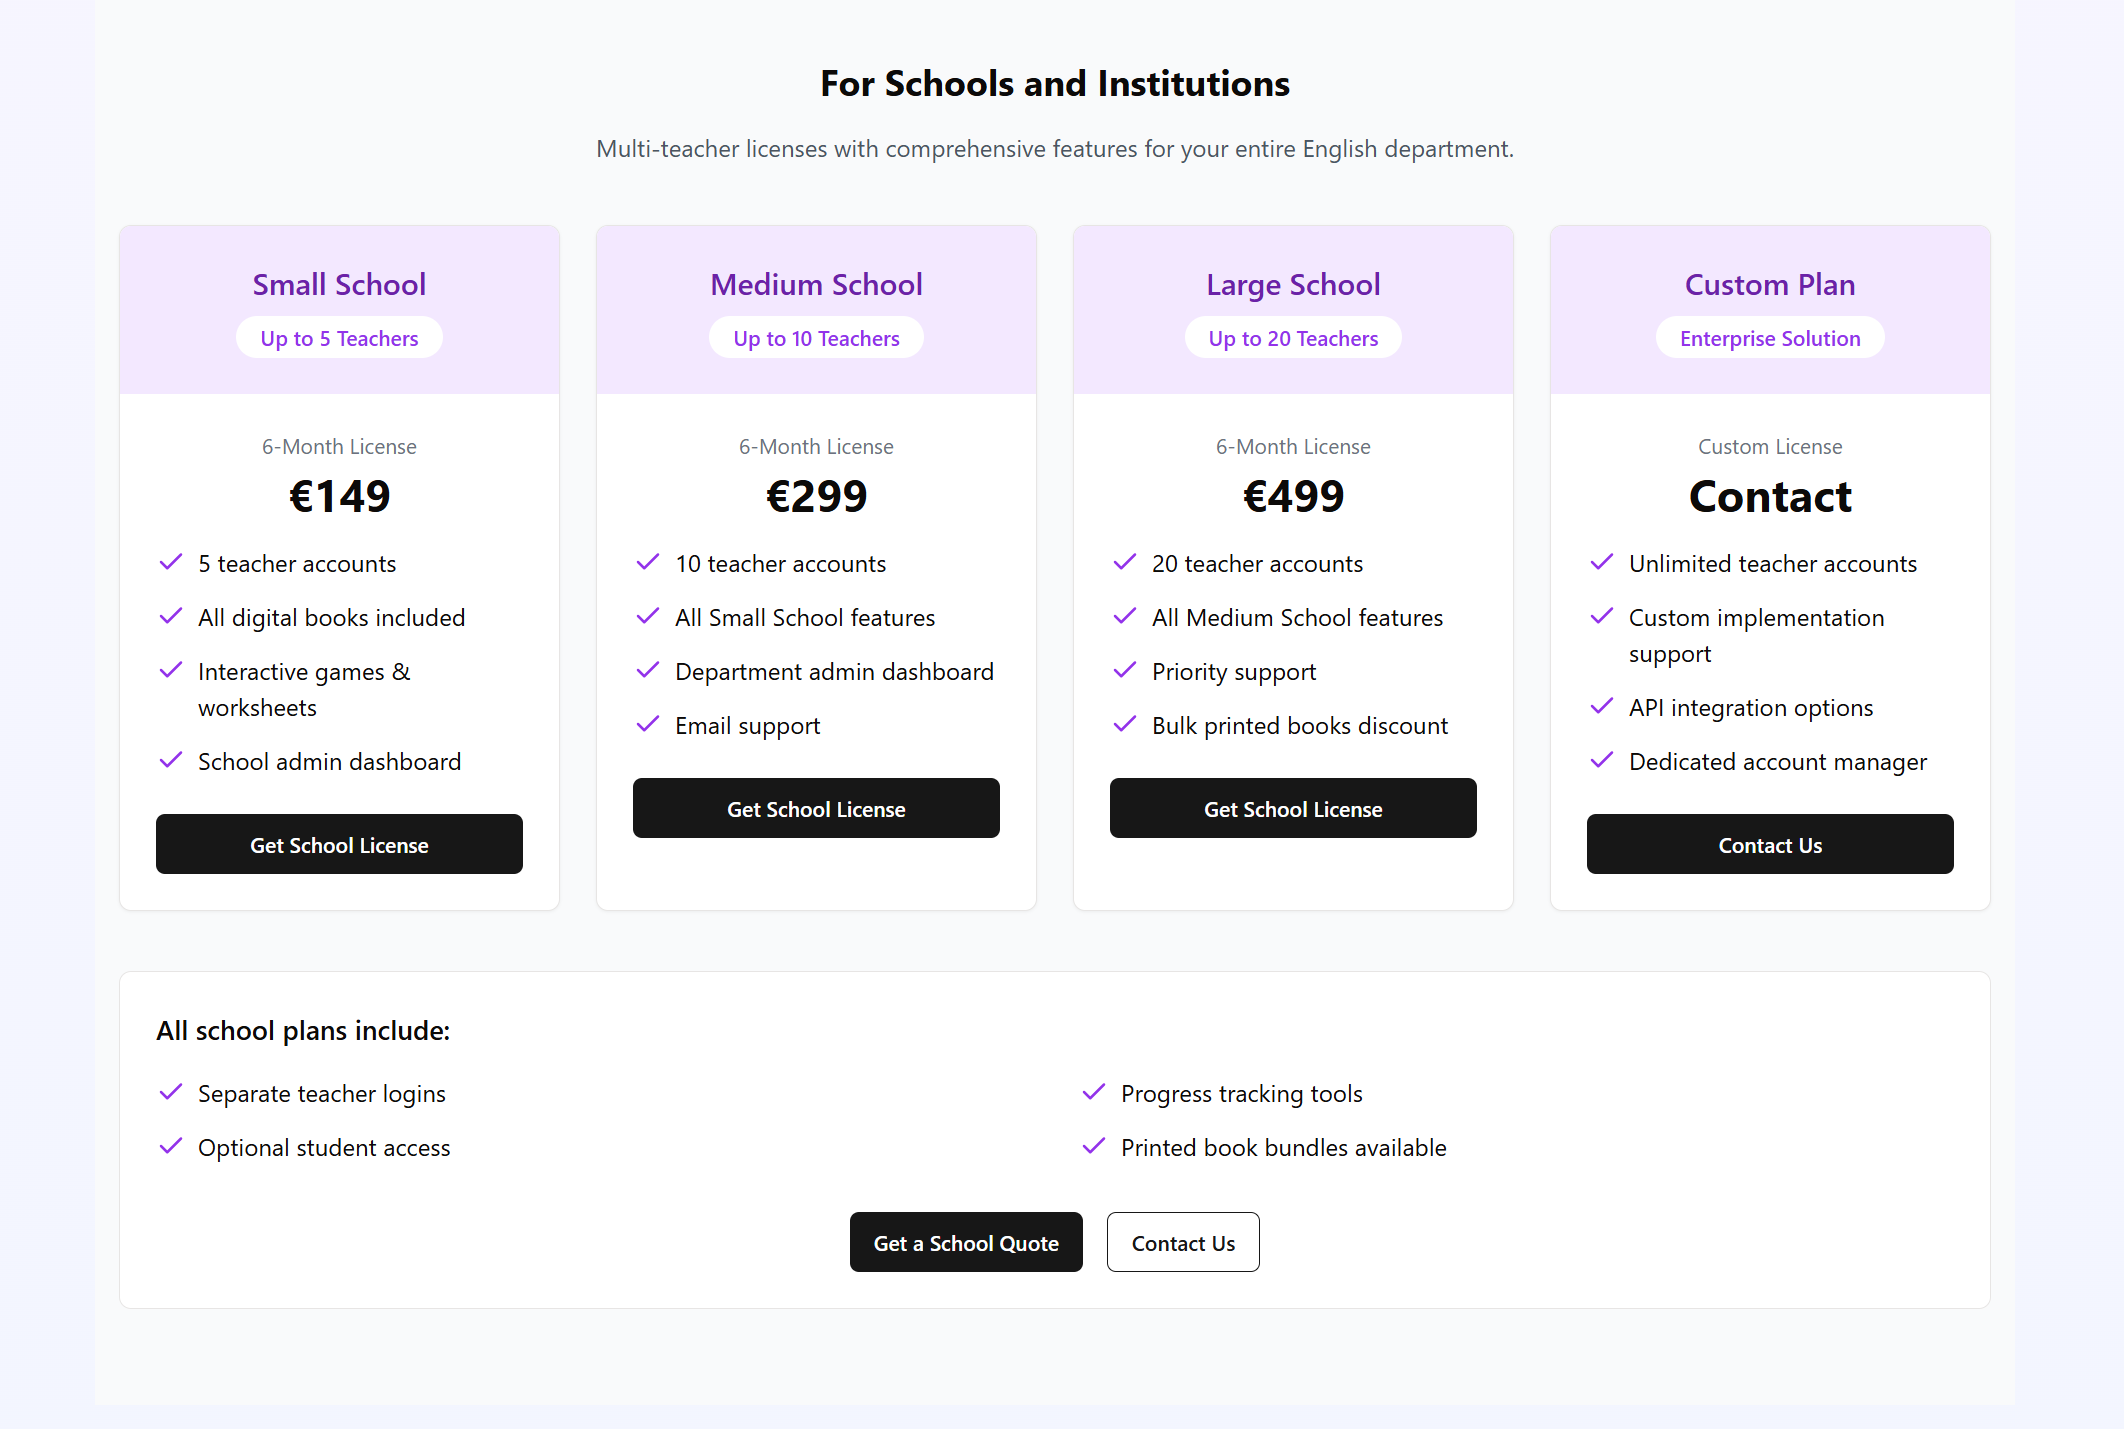 For Schools and Institutions
Multi-teacher licenses with comprehensive features for your entire English department.
Small School
Up to 5 Teachers
6-Month License
€149
5 teacher accounts
All digital books included
Interactive games &
worksheets
School admin dashboard
Get School License
Medium School
Up to 10 Teachers
6-Month License
€299
10 teacher accounts
All Small School features
Department admin dashboard
Email support
Get School License
Large School
Up to 20 Teachers
6-Month License
€499
20 teacher accounts
All Medium School features
Priority support
Bulk printed books discount
Get School License
Custom Plan
Enterprise Solution
Custom License
Contact
Unlimited teacher accounts
Custom implementation
support
API integration options
Dedicated account manager
Contact Us
All school plans include:
Separate teacher logins
Optional student access
Progress tracking tools
Printed book bundles available
Get a School Quote
Contact Us